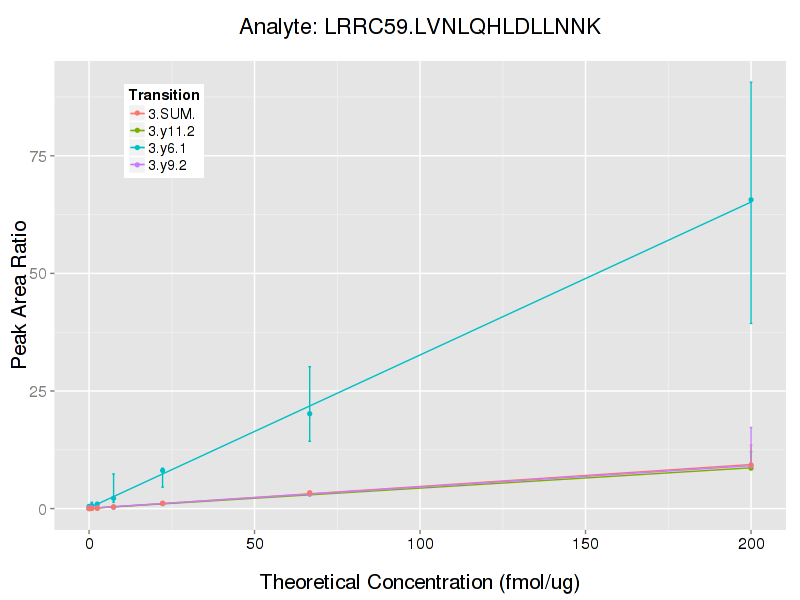 Analyte: LRRC59.LVNLQHLDLLNNK
Transition
3.SUM.
3.y11.2
3.y6.1
3.y9.2
75
50
25
0
Peak Area Ratio
0 50 100 150 200
Theoretical Concentration (fmol/ug)